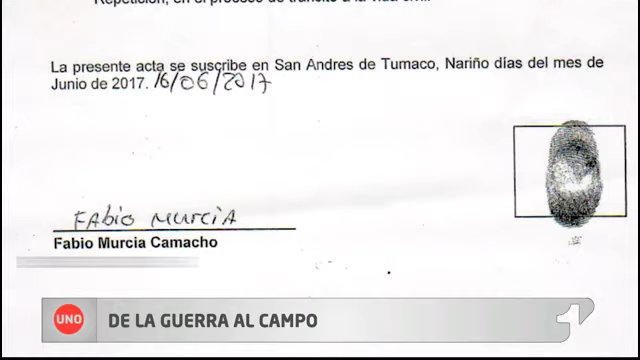 Repetición, en el proceso de tránsito a la vida civil.
La presente acta se suscribe en San Andres de Tumaco, Nariño días del mes de
Junio de 2017. 16/06/2017
FAbio MurciA
Fabio Murcia Camacho
UNO
DE LA GUERRA AL CAMPO
1